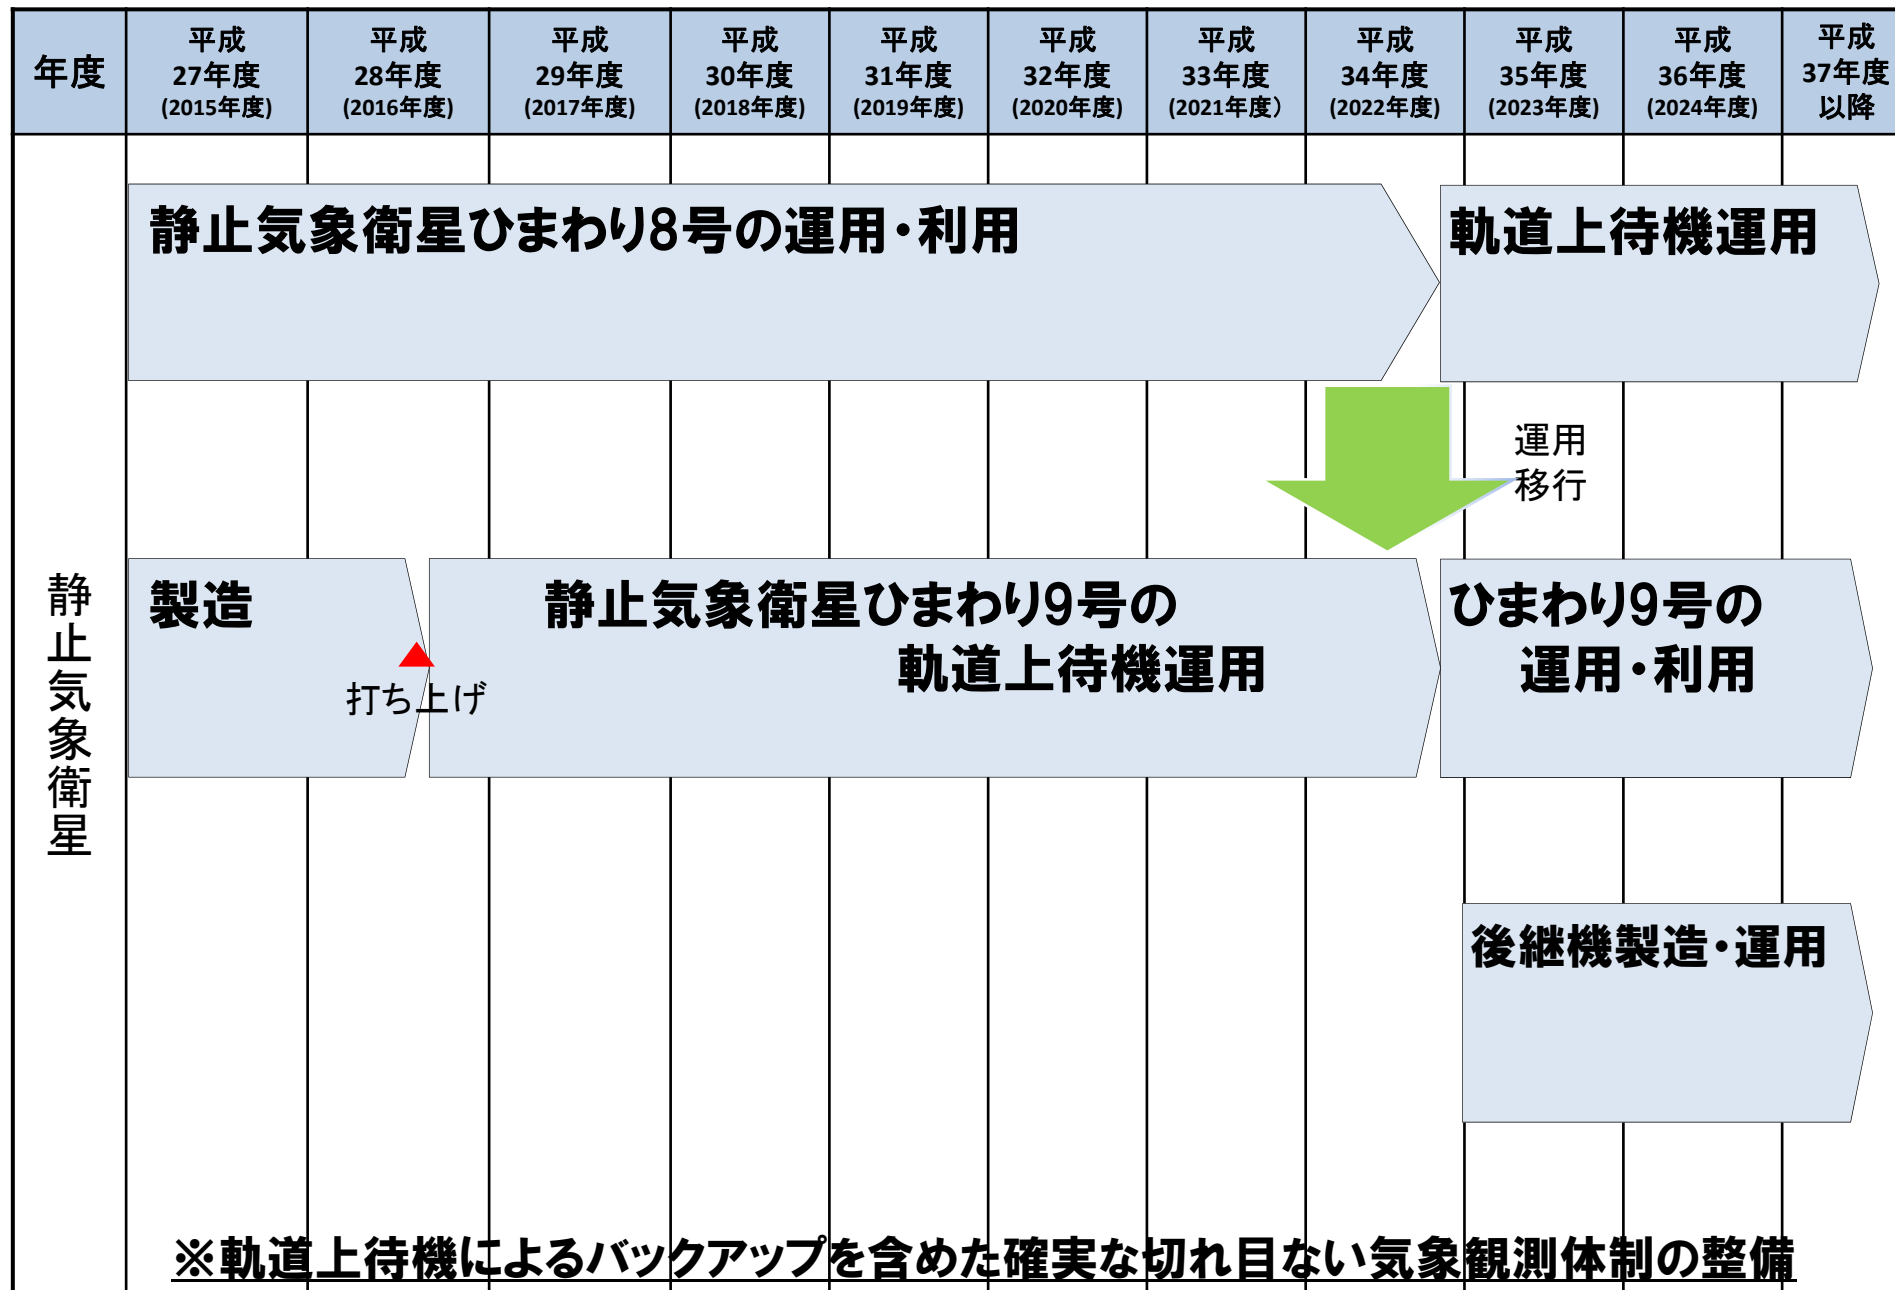 年度
平成
27年度
(2015年度)
平成
28年度
(2016年度)
平成
29年度
(2017年度)
平成
30年度
(2018年度)
平成
31年度
(2019年度)
平成
32年度
(2020年度)
平成
33年度
(2021年度）
平成
34年度
(2022年度)
平成
35年度
(2023年度)
平成
36年度
(2024年度)
平成
37年度
以降
静止気象衛星
静止気象衛星ひまわり8号の運用・利用
軌道上待機運用
運用
移行
製造
打ち上げ
静止気象衛星ひまわり9号の
軌道上待機運用
ひまわり9号の
運用・利用
後継機製造・運用
※軌道上待機によるバックアップを含めた確実な切れ目ない気象観測体制の整備